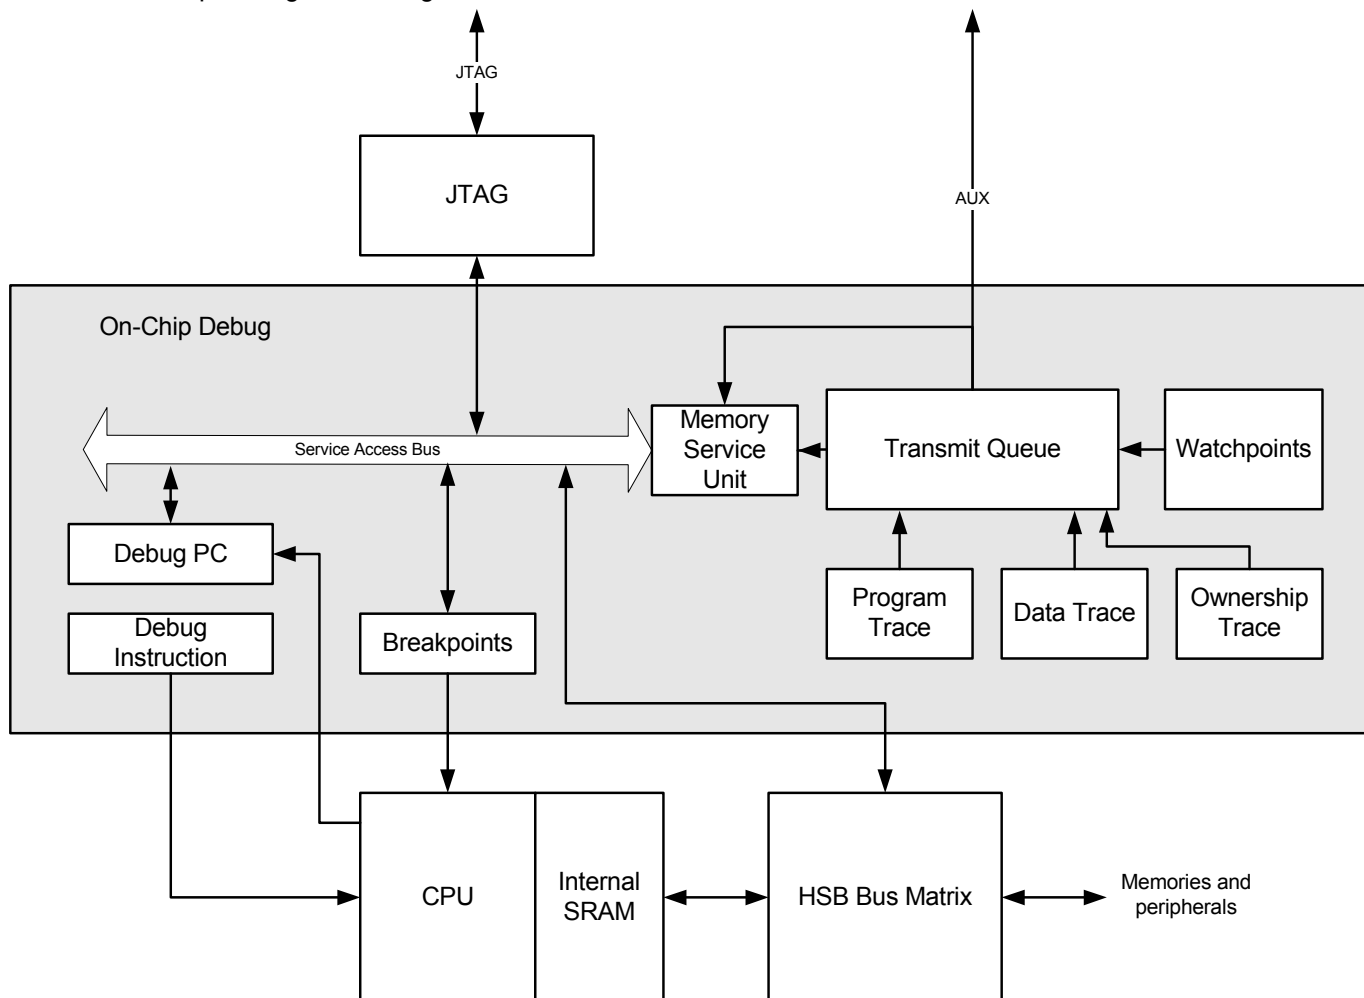 JTAG
JTAG
AUX
On-Chip Debug
Service Access Bus
Memory
Service
Unit
Transmit Queue
Watchpoints
Debug PC
Debug
Instruction
Breakpoints
Program
Trace
Data Trace
Ownership
Trace
CPU
Internal
SRAM
HSB Bus Matrix
Memories and
peripherals